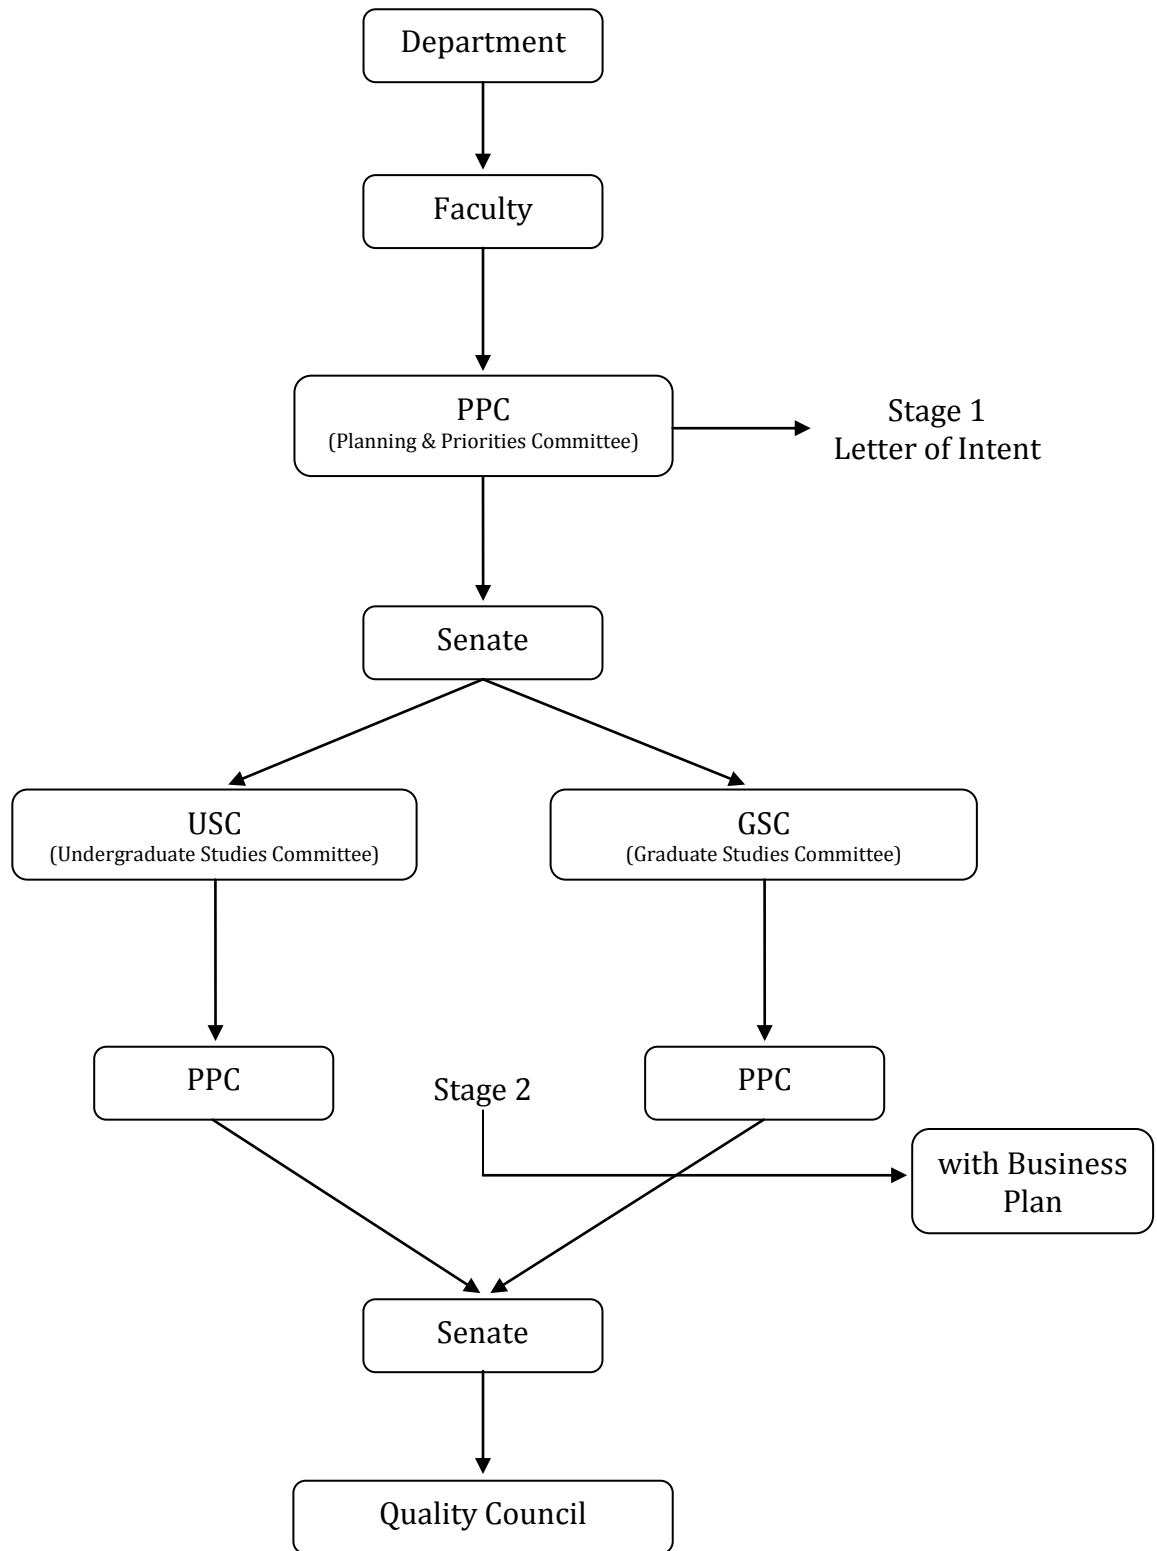 Department
Faculty
PPC
(Planning & Priorities Committee)
Stage 1
Letter of Intent
Senate
USC
(Undergraduate Studies Committee)
GSC
(Graduate Studies Committee)
PPC
Stage 2
PPC
with Business
Plan
Senate
Quality Council